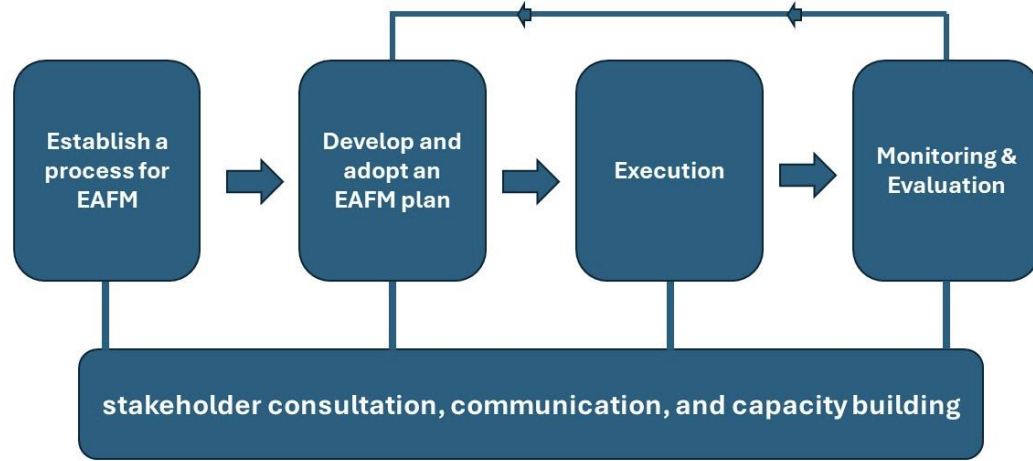 Establish a
process for
EAFM
Develop and
adopt an
EAFM plan
Execution
Monitoring &
Evaluation
stakeholder consultation, communication, and capacity building